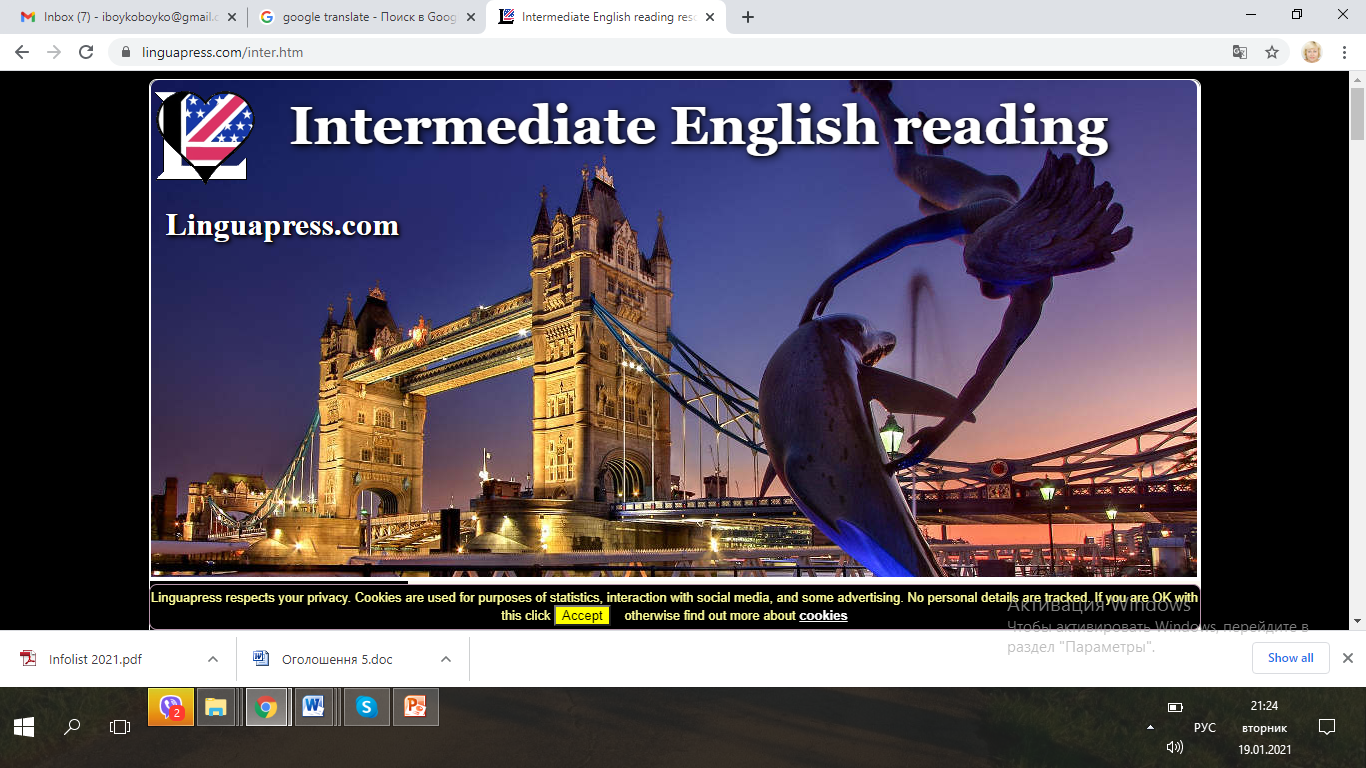 Inbox (7) - iboykoboyko@gmail.c
google translate - Поиск в Goog
Intermediate English reading reso
linguapress.com/inter.htm
Intermediate English reading
Linguapress.com
Linguapress respects your privacy. Cookies are used for purposes of statistics, interaction with social media, and some advertising. No personal details are tracked. If you are OK with
this click Accept otherwise find out more about cookies
Активация Windows
Чтобы активировать Windows, перейдите в
раздел "Параметры".
Infolist 2021.pdf
Оголошення 5.doc
Show all
2
21:24
РУС
вторник
19.01.2021